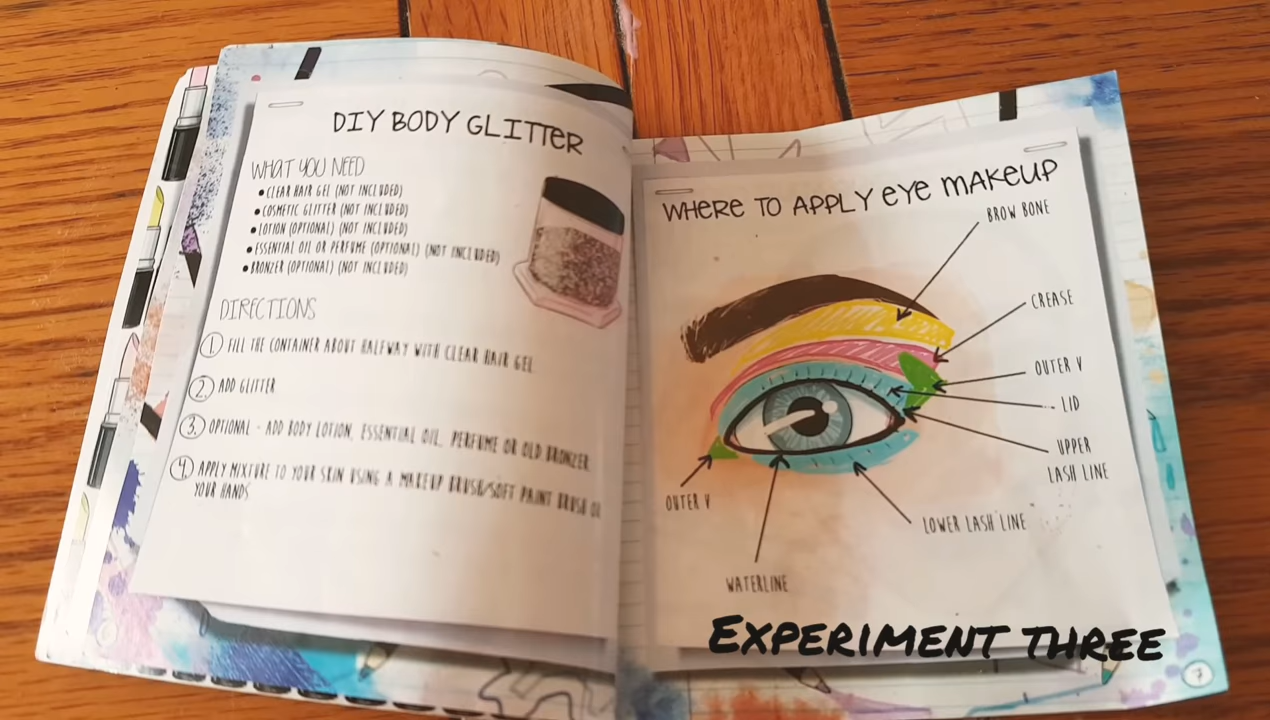 DIY BODY GLITTER
WHAT YOU NEED
• CLEAR HAIR GEL (NOT INCLUDED)
• COSMETIC GLITTER (NOT INCLUDED)
• LOTION (OPTIONAL) (NOT INCLUDED)
• ESSENTIAL OIL OR PERFUME (OPTIONAL) (NOT INCLUDED)
• BRONZER (OPTIONAL) (NOT INCLUDED)
DIRECTIONS
1. FILL THE CONTAINER ABOUT HALFWAY WITH CLEAR HAIR GEL
2. ADD GLITTER
3. OPTIONAL - ADD BODY LOTION, ESSENTIAL OIL, PERFUME OR OLD BRONZER
4. APPLY MIXTURE TO YOUR SKIN USING A MAKEUP BRUSH/SOFT PAINT BRUSH OR
YOUR HANDS
WHERE TO APPLY EYE MAKEUP
BROW BONE
CREASE
OUTER V
LID
UPPER
LASH LINE
OUTER V
LOWER LASH LINE
WATERLINE
EXPERIMENT THREE
7